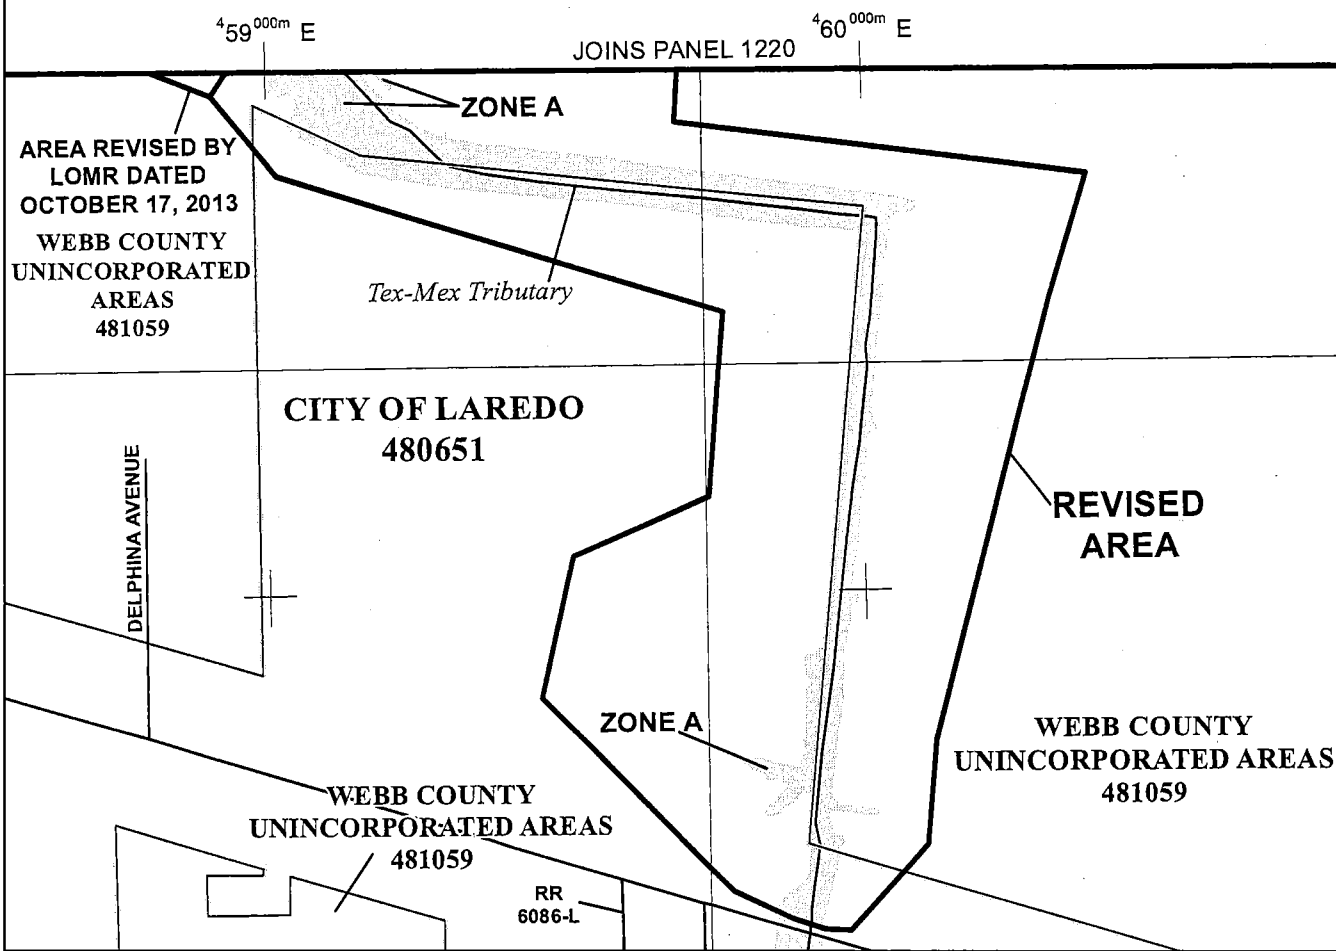 459000m E
460000m E
JOINS PANEL 1220
ZONE A
AREA REVISED BY
LOMR DATED
OCTOBER 17, 2013
WEBB COUNTY
UNINCORPORATED
AREAS
481059
Tex-Mex Tributary
CITY OF LAREDO
480651
DELPHINA AVENUE
REVISED
AREA
ZONE A
WEBB COUNTY
UNINCORPORATED AREAS
481059
WEBB COUNTY
UNINCORPORATED AREAS
481059
RR
6086-L